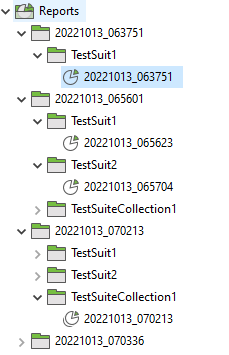 Reports
20221013_063751
TestSuit1
20221013_063751
20221013_065601
TestSuit1
20221013_065623
TestSuit2
20221013_065704
TestSuiteCollection1
20221013_070213
TestSuit1
TestSuit2
TestSuiteCollection1
20221013_070213
20221013_070336